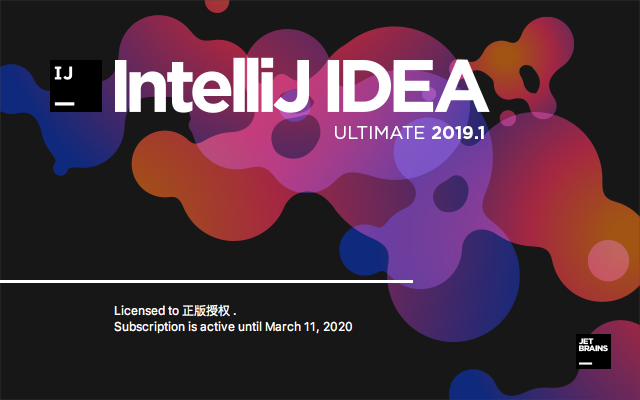 IJ
IntelliJ IDEA
ULTIMATE 2019.1
Licensed to 正版授权 .
Subscription is active until March 11, 2020
JET
BRAINS